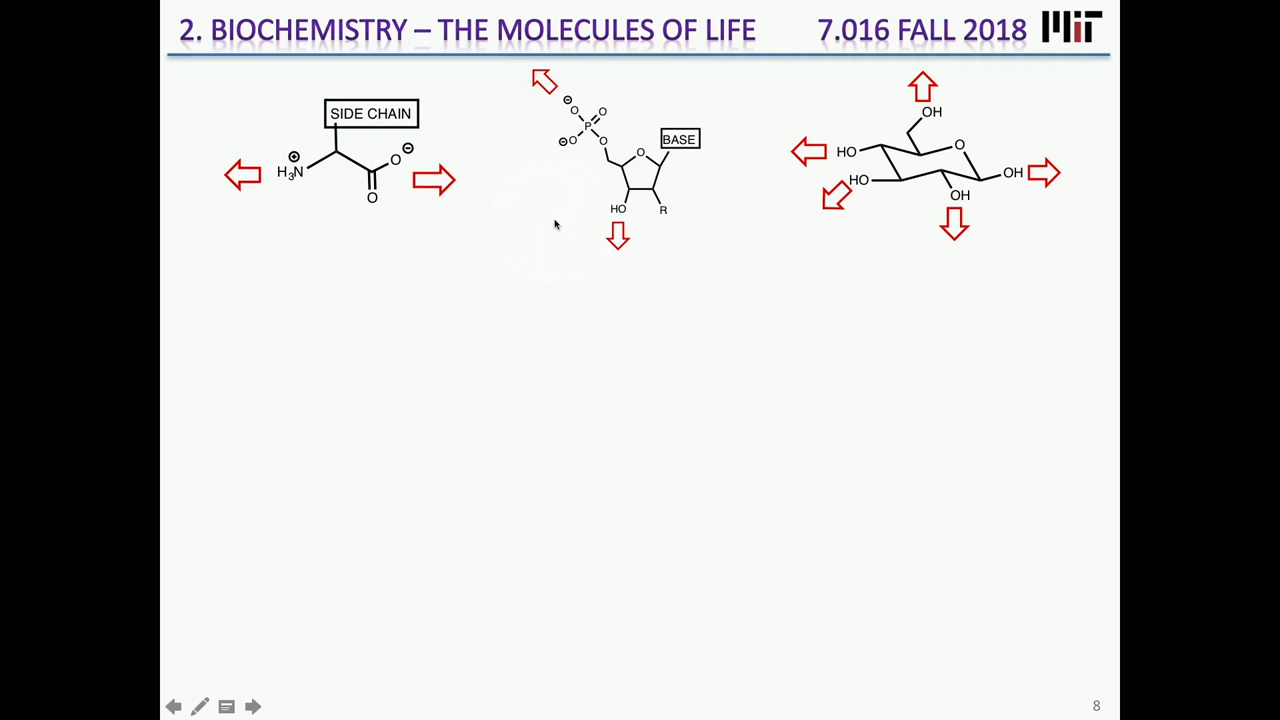 2. BIOCHEMISTRY – THE MOLECULES OF LIFE
7.016 FALL 2018
MIT
SIDE CHAIN
H3N ⊕
O ⊖
O
⊖
O
O
P
⊖O
O
O
BASE
HO
R
OH
O
HO
HO
OH
OH
8